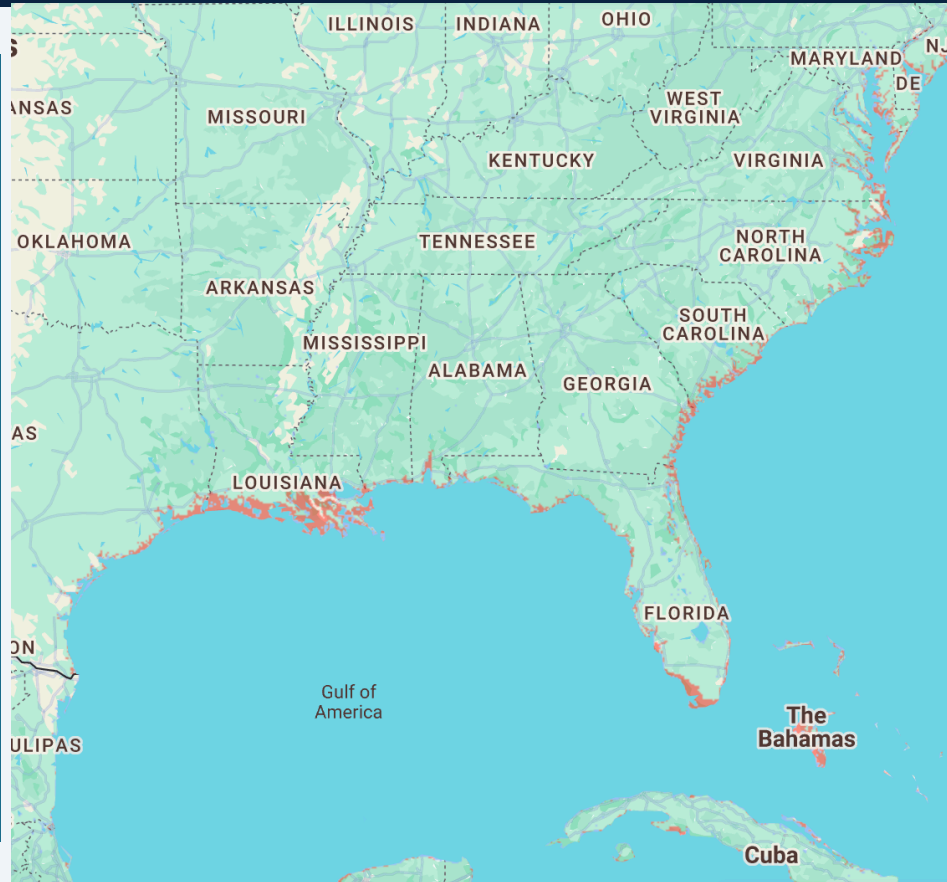 ILLINOIS
INDIANA
OHIO
NJ
S
MARYLAND
DE
ANSAS
MISSOURI
WEST
VIRGINIA
KENTUCKY
VIRGINIA
OKLAHOMA
TENNESSEE
NORTH
CAROLINA
ARKANSAS
SOUTH
CAROLINA
MISSISSIPPI
ALABAMA
GEORGIA
AS
LOUISIANA
FLORIDA
ON
Gulf of
America
The
Bahamas
ULIPAS
Cuba